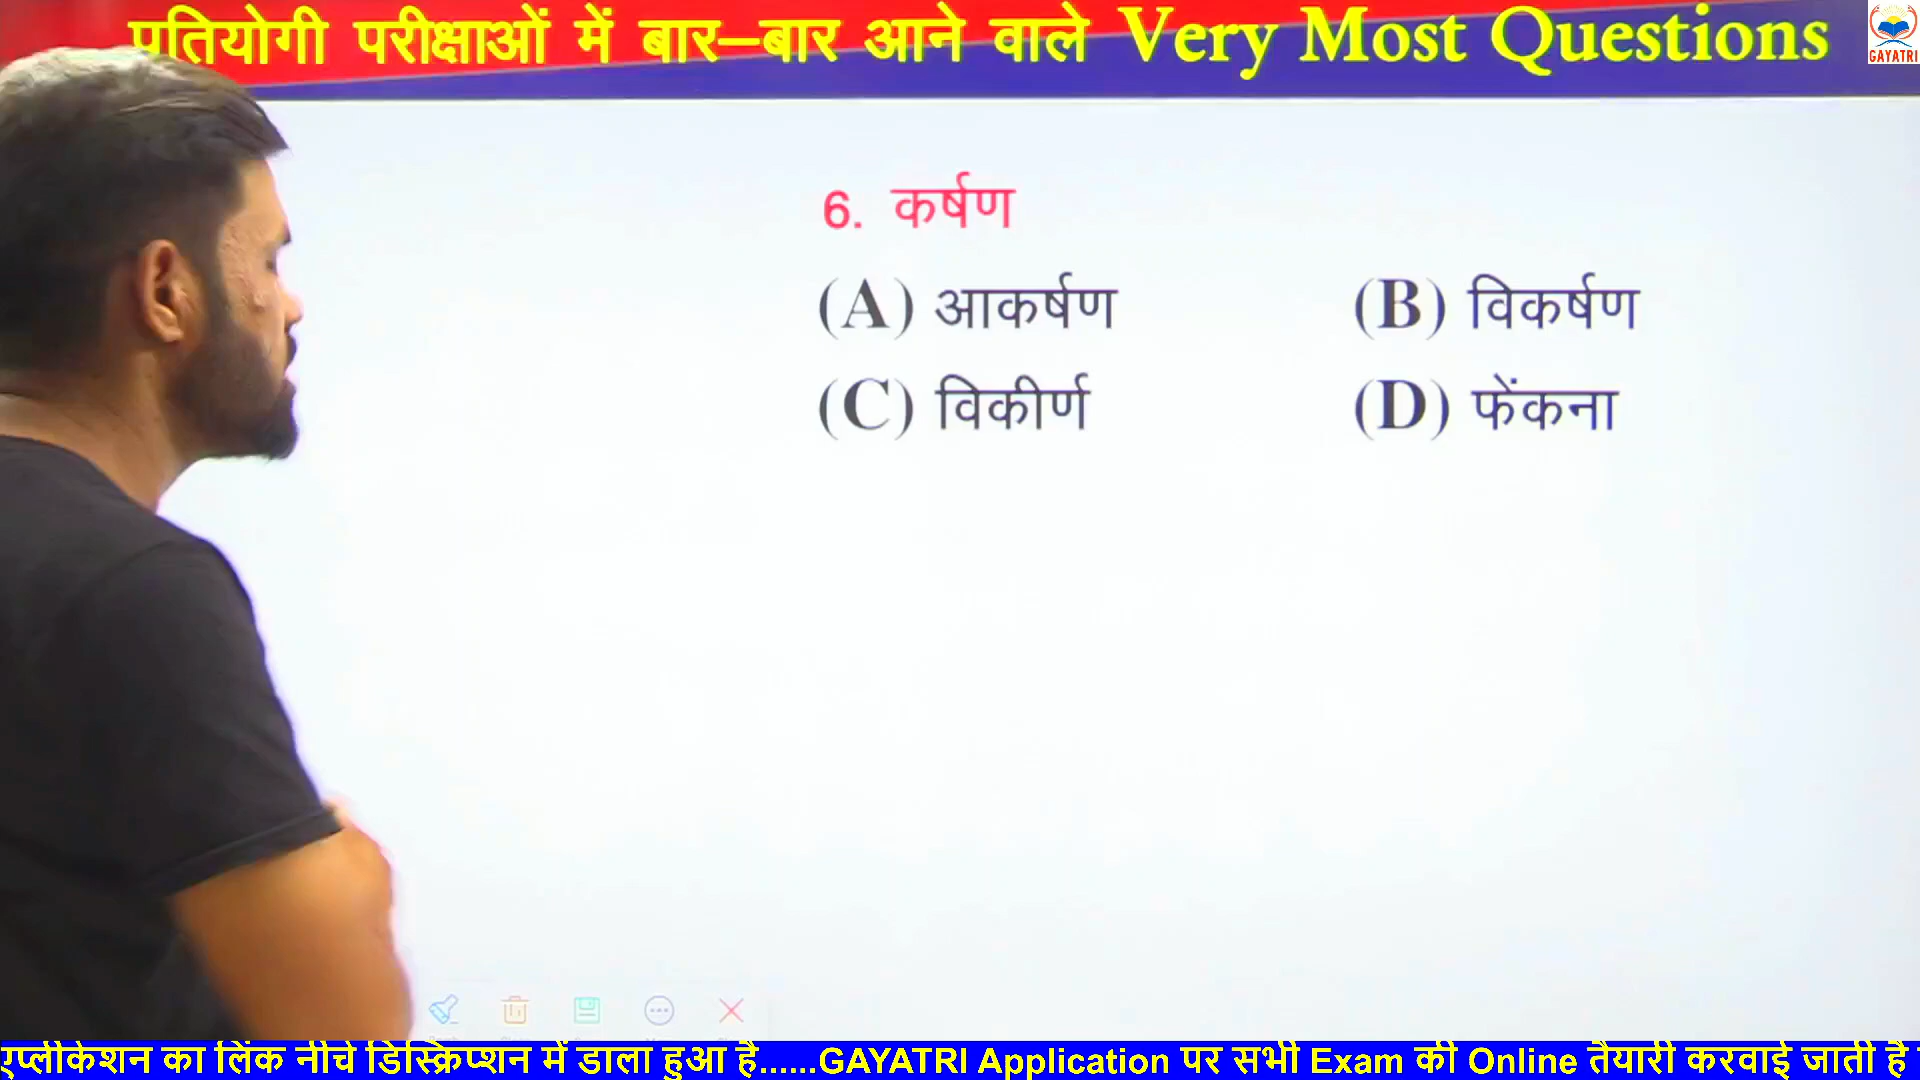 प्रतियोगी परीक्षाओं में बार–बार आने वाले Very Most Questions
GAYATRI
6. कर्षण
(A) आकर्षण (B) विकर्षण
(C) विकीर्ण (D) फेंकना
एप्लीकेशन का लिंक नीचे डिस्क्रिप्शन में डाला हुआ है......GAYATRI Application पर सभी Exam की Online तैयारी करवाई जाती है